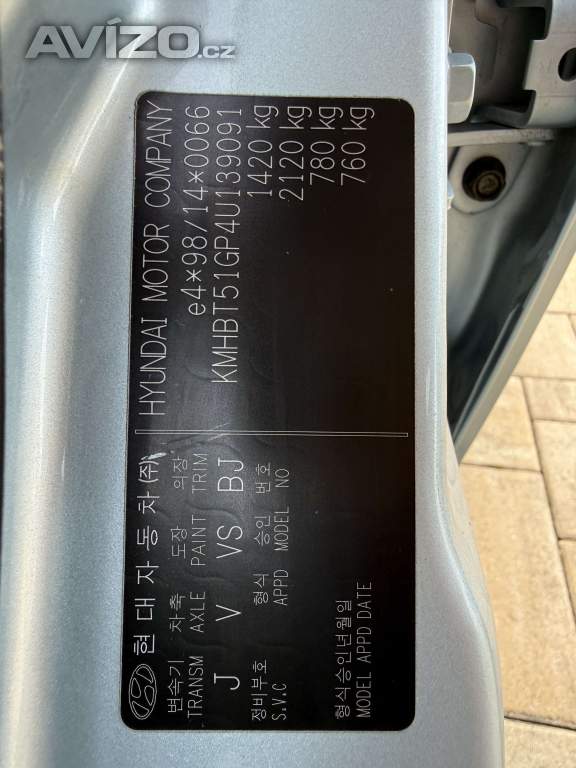 AVÍZO.cz
현대자동차(주) HYUNDAI MOTOR COMPANY
변속기 차축 도장 의장
TRANSM AXLE PAINT TRIM
J V VS BJ
정비부호 형식 승인 번호
S.V.C APPD MODEL NO
형식승인년월일
MODEL APPD DATE
e4*98/14*0066
KMHBT51GP4U139091
1420 kg
2120 kg
780 kg
760 kg